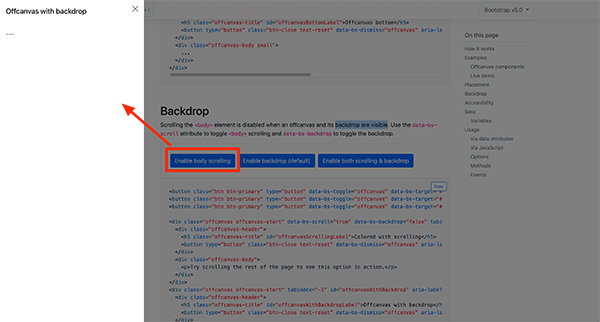 Offcanvas with backdrop
×
...
Bootstrap v5.0
<h5 class="offcanvas-title" id="offcanvasBottomLabel">Offcanvas bottom</h5>
<button type="button" class="btn-close text-reset" data-bs-dismiss="offcanvas" aria-label
</div>
<div class="offcanvas-body small">
...
</div>
</div>
Backdrop
Scrolling the <body> element is disabled when an offcanvas and its backdrop are visible. Use the data-bs-
scroll attribute to toggle <body> scrolling and data-bs-backdrop to toggle the backdrop.
Enable body scrolling
Enable backdrop (default)
Enable both scrolling & backdrop
Copy
<button class="btn btn-primary" type="button" data-bs-toggle="offcanvas" data-bs-target="#
<button class="btn btn-primary" type="button" data-bs-toggle="offcanvas" data-bs-target="#
<button class="btn btn-primary" type="button" data-bs-toggle="offcanvas" data-bs-target="#
<div class="offcanvas offcanvas-start" data-bs-scroll="true" data-bs-backdrop="false" tab
<div class="offcanvas-header">
<h5 class="offcanvas-title" id="offcanvasScrollingLabel">Colored with scrolling</h5>
<button type="button" class="btn-close text-reset" data-bs-dismiss="offcanvas" aria-lab
</div>
<div class="offcanvas-body">
<p>Try scrolling the rest of the page to see this option in action.</p>
</div>
</div>
<div class="offcanvas offcanvas-start" tabindex="-1" id="offcanvasWithBackdrop" aria-label
<div class="offcanvas-header">
<h5 class="offcanvas-title" id="offcanvasWithBackdropLabel">Offcanvas with backdrop</h5
<button type="button" class="btn-close text-reset" data-bs-dismiss="offcanvas" aria-lab
On this page
How it works
Examples
Offcanvas components
Live demo
Placement
Backdrop
Accessibility
Sass
Variables
Usage
Via data attributes
Via JavaScript
Options
Methods
Events